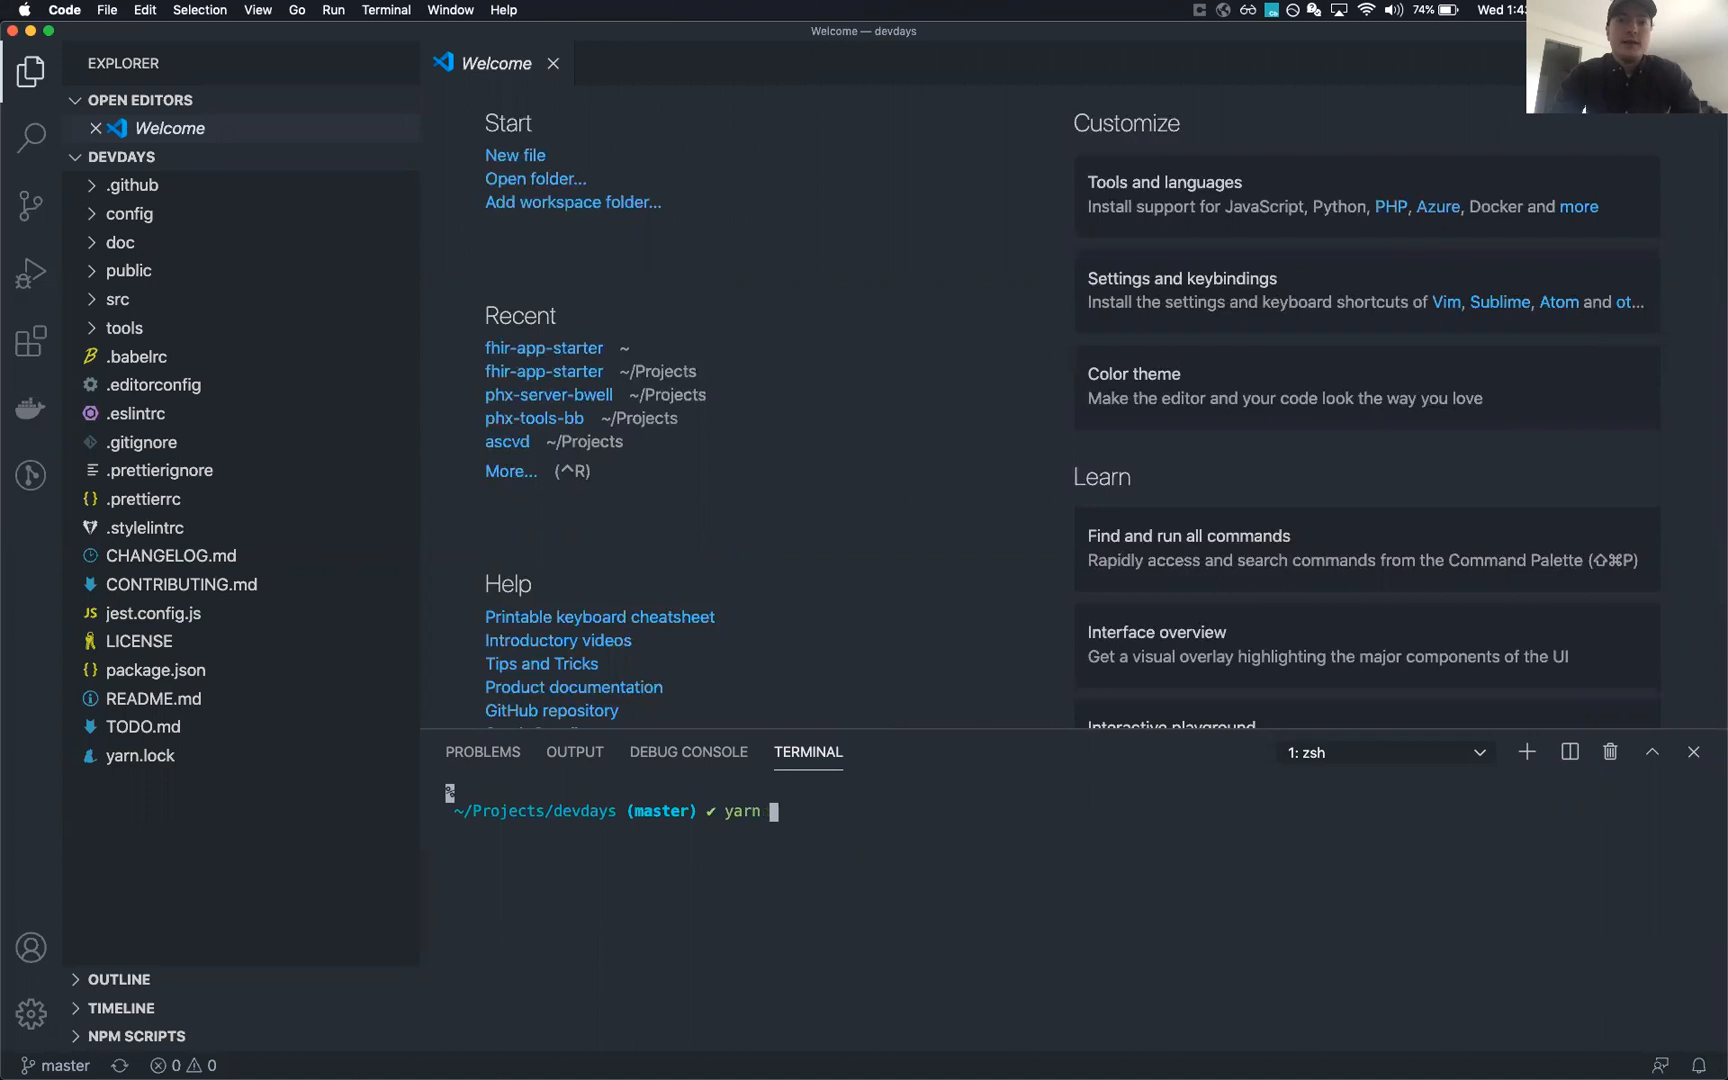 Code File Edit Selection View Go Run Terminal Window Help
74% Wed 1:4
Welcome — devdays
EXPLORER
OPEN EDITORS
Welcome
DEVDAYS
.github
config
doc
public
src
tools
.babelrc
.editorconfig
.eslintrc
.gitignore
.prettierignore
.prettierrc
.stylelintrc
CHANGELOG.md
CONTRIBUTING.md
JS jest.config.js
LICENSE
package.json
README.md
TODO.md
yarn.lock
OUTLINE
TIMELINE
NPM SCRIPTS
Welcome
Start
New file
Open folder...
Add workspace folder...
Recent
fhir-app-starter ~
fhir-app-starter ~/Projects
phx-server-bwell ~/Projects
phx-tools-bb ~/Projects
ascvd ~/Projects
More... (^R)
Help
Printable keyboard cheatsheet
Introductory videos
Tips and Tricks
Product documentation
GitHub repository
Customize
Tools and languages
Install support for JavaScript, Python, PHP, Azure, Docker and more
Settings and keybindings
Install the settings and keyboard shortcuts of Vim, Sublime, Atom and ot...
Color theme
Make the editor and your code look the way you love
Learn
Find and run all commands
Rapidly access and search commands from the Command Palette (⇧⌘P)
Interface overview
Get a visual overlay highlighting the major components of the UI
Interactive playground
PROBLEMS OUTPUT DEBUG CONSOLE TERMINAL
1: zsh
%
~/Projects/devdays (master) ✔ yarn
master 0 0